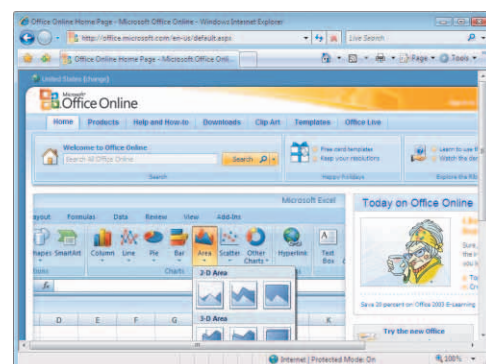 Office Online Home Page - Microsoft Office Online - Windows Internet Explorer
http://office.microsoft.com/en-us/default.aspx
Live Search
Office Online Home Page - Microsoft Office Onli...
Page
Tools
United States (change)
Microsoft
Office Online
Home Products Help and How-to Downloads Clip Art Templates Office Live
Welcome to Office Online
Search All Office Online
Search
Free card templates
Keep your resolutions
Learn to use
Watch the de
Search
Happy Holidays
Explore the
Microsoft Excel
Today on Office Online
ayout Formulas Data Review View Add-Ins
hapes SmartArt Column Line Pie Bar Area Scatter Other Charts Hyperlink Text Box
Charts
2-D Area
Sure,
the i
you
fx
D E F G K
3-D Area
Save 20 percent on Office 2003 E-Learning
Try the new Office
Internet | Protected Mode: On
100%